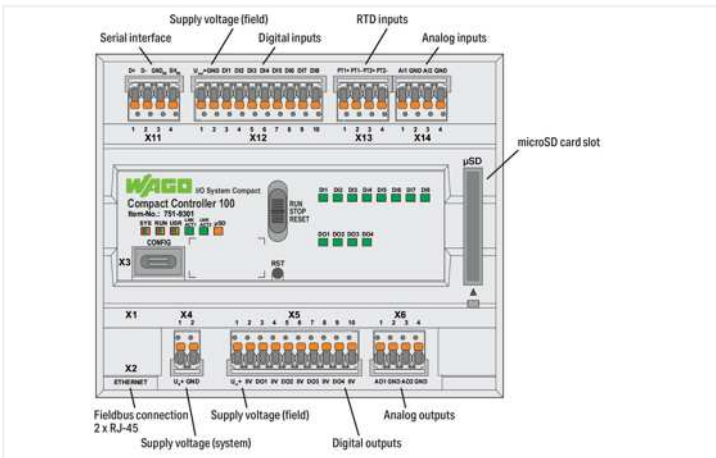 Supply voltage (field)
Serial interface
Digital inputs
RTD inputs
Analog inputs
GND DI1 DI2 DI3 DI4 DI5 DI6 DI7 DI8
PT1+ PT1- PT2+ PT2-
AI1 GND AI2 GND
1 2 3 4
1 2 3 4 5 6 7 8 9 10
1 2 3 4
1 2 3 4
X11
X12
X13
X14
microSD card slot
µSD
WAGO
I/O System Compact
Compact Controller 100
Item-No.: 751-9301
SYS RUN USR
LNK
ACT1
LNK
ACT2
µSD
CONFIG
X3
RUN
STOP
RESET
RST
DI1 DI2 DI3 DI4 DI5 DI6 DI7 DI8
DO1 DO2 DO3 DO4
X1
X4
X5
X6
1 2
1 2 3 4 5 6 7 8 9 10
1 2 3 4
X2
ETHERNET
GND
0V DO1 0V DO2 0V DO3 0V DO4 0V
AO1 GND AO2 GND
Fieldbus connection
2 x RJ-45
Supply voltage (field)
Analog outputs
Supply voltage (system)
Digital outputs